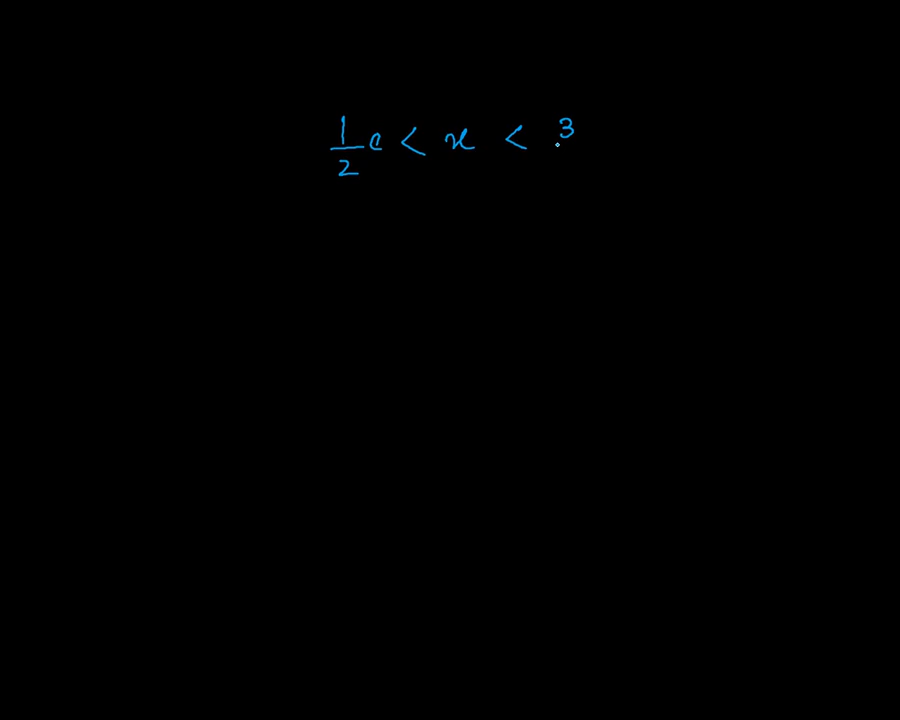 1/2 c < x < 3